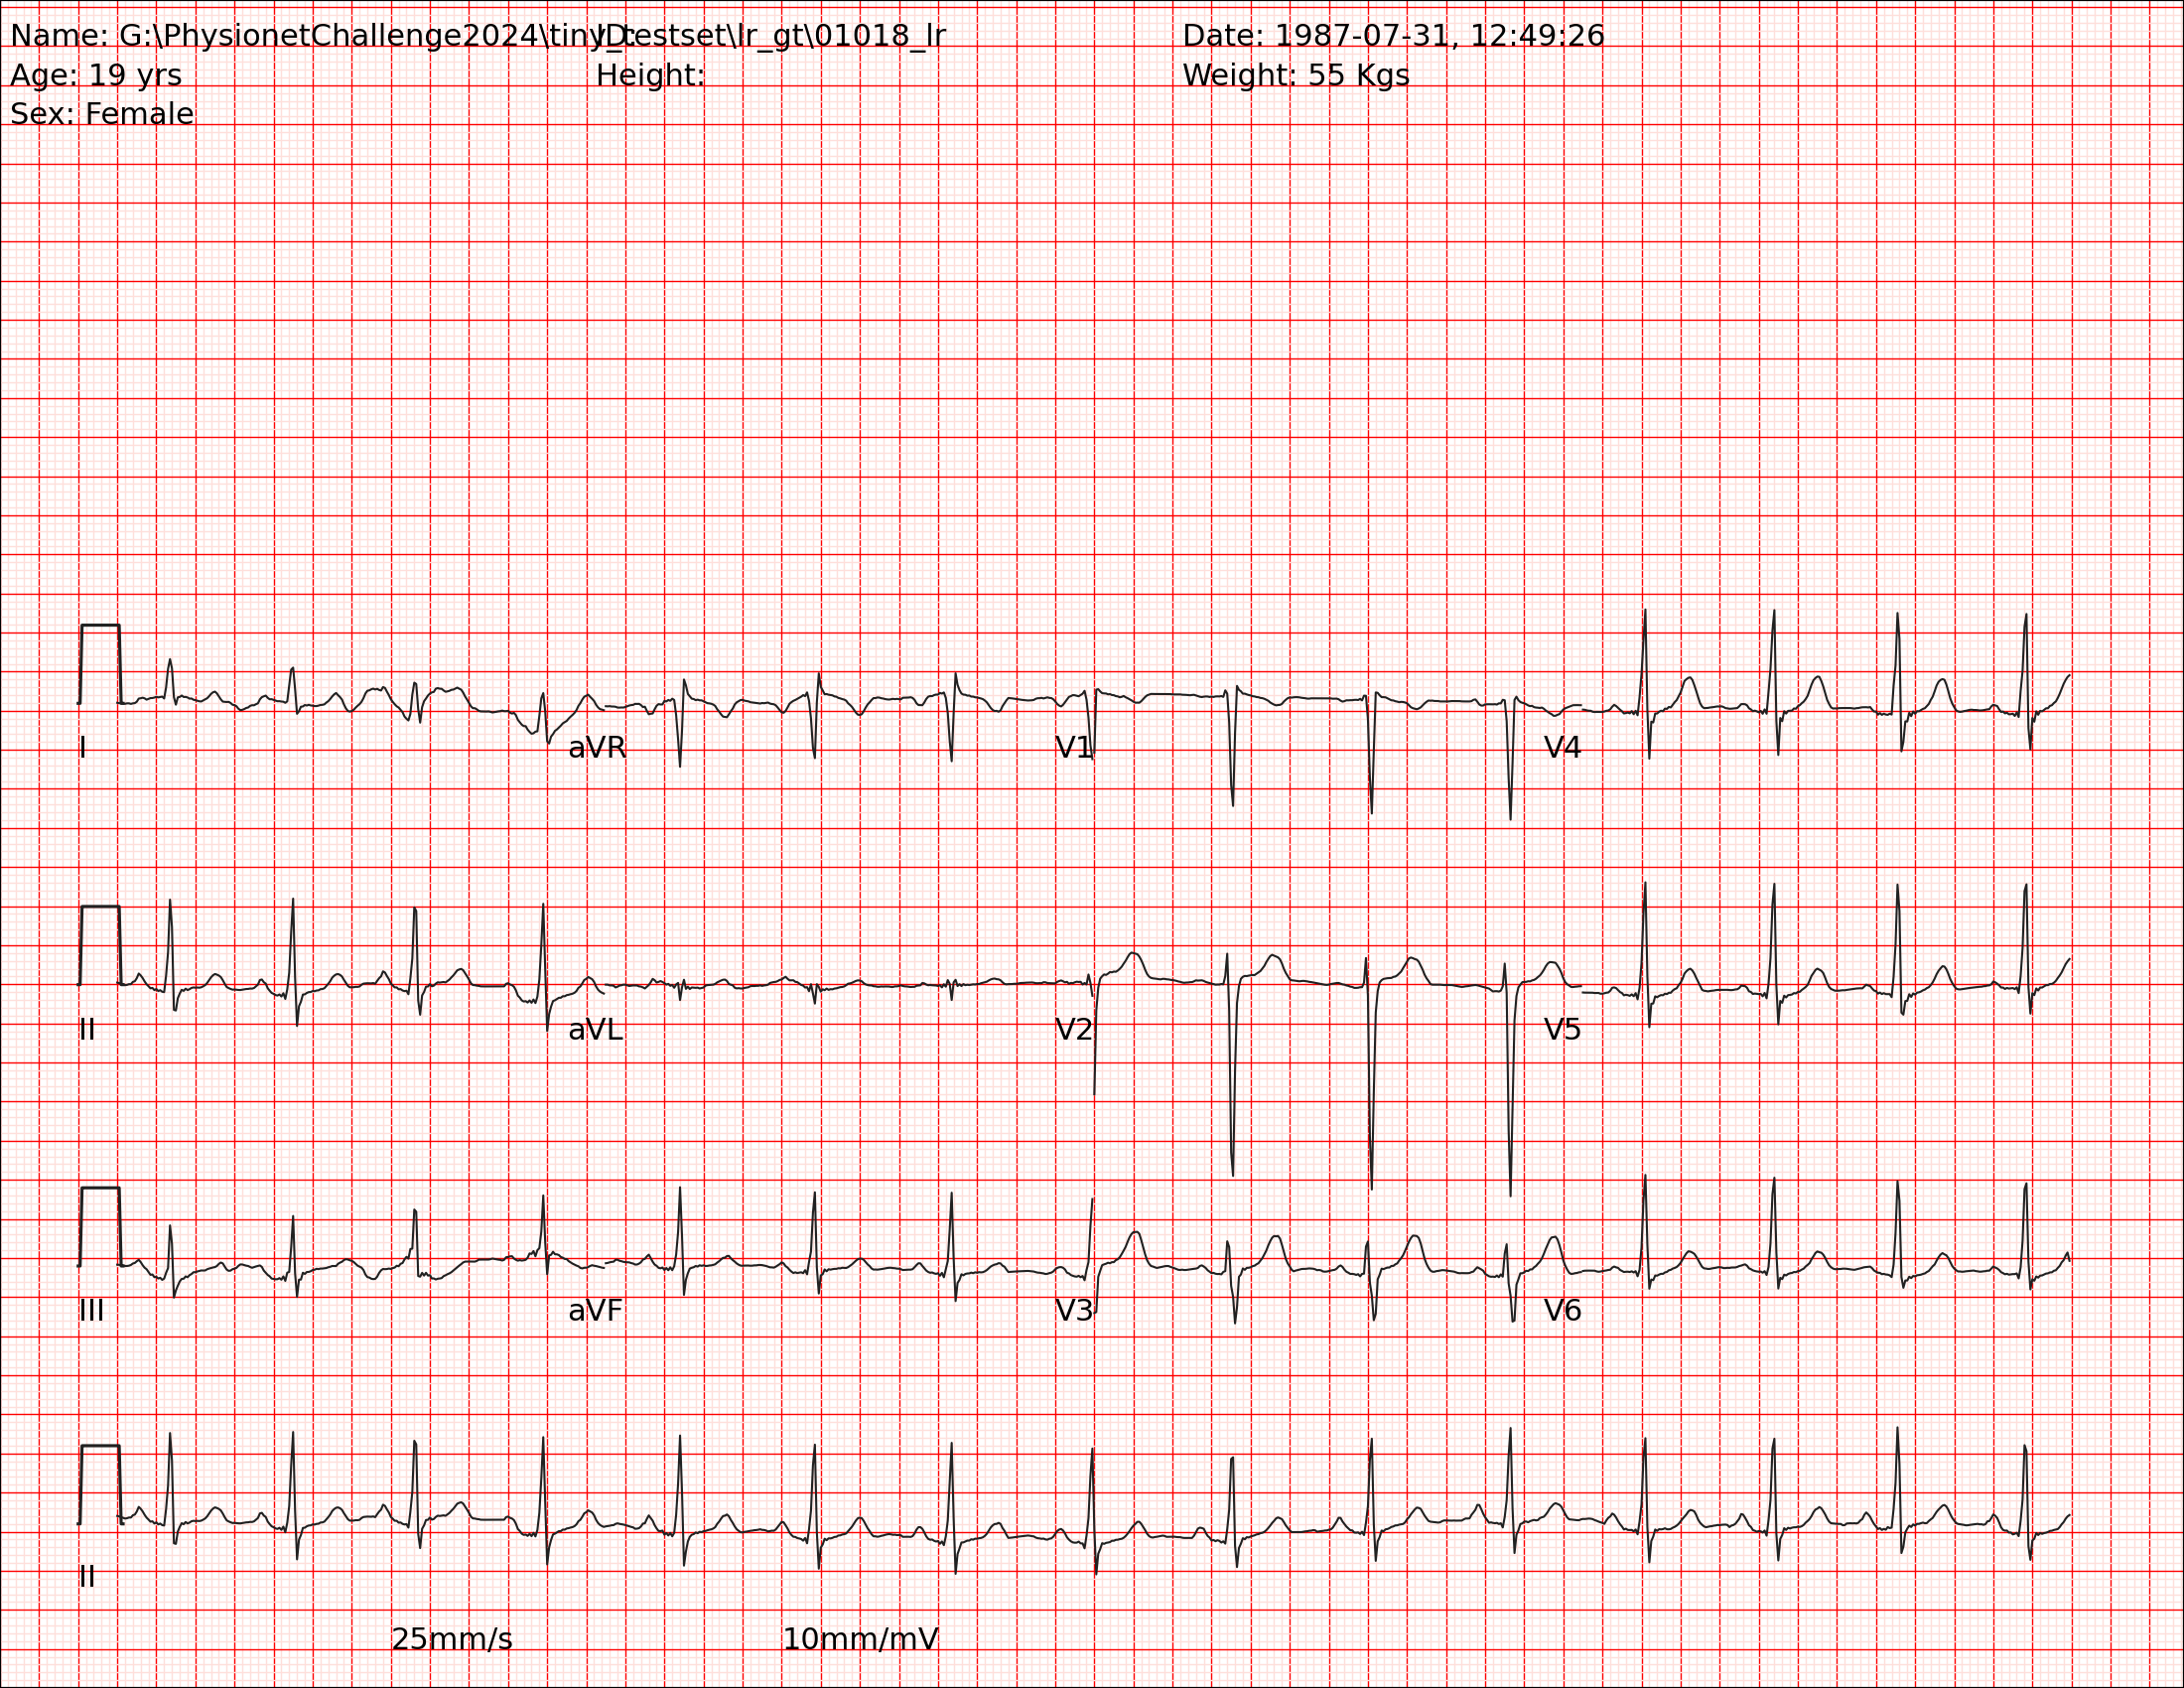 Name: G:\PhysionetChallenge2024\tiny_testset\lr_gt\01018_lr ID: Date: 1987-07-31, 12:49:26
Age: 19 yrs Height: Weight: 55 Kgs
Sex: Female
I aVR V1 V4
II aVL V2 V5
III aVF V3 V6
II
25mm/s 10mm/mV